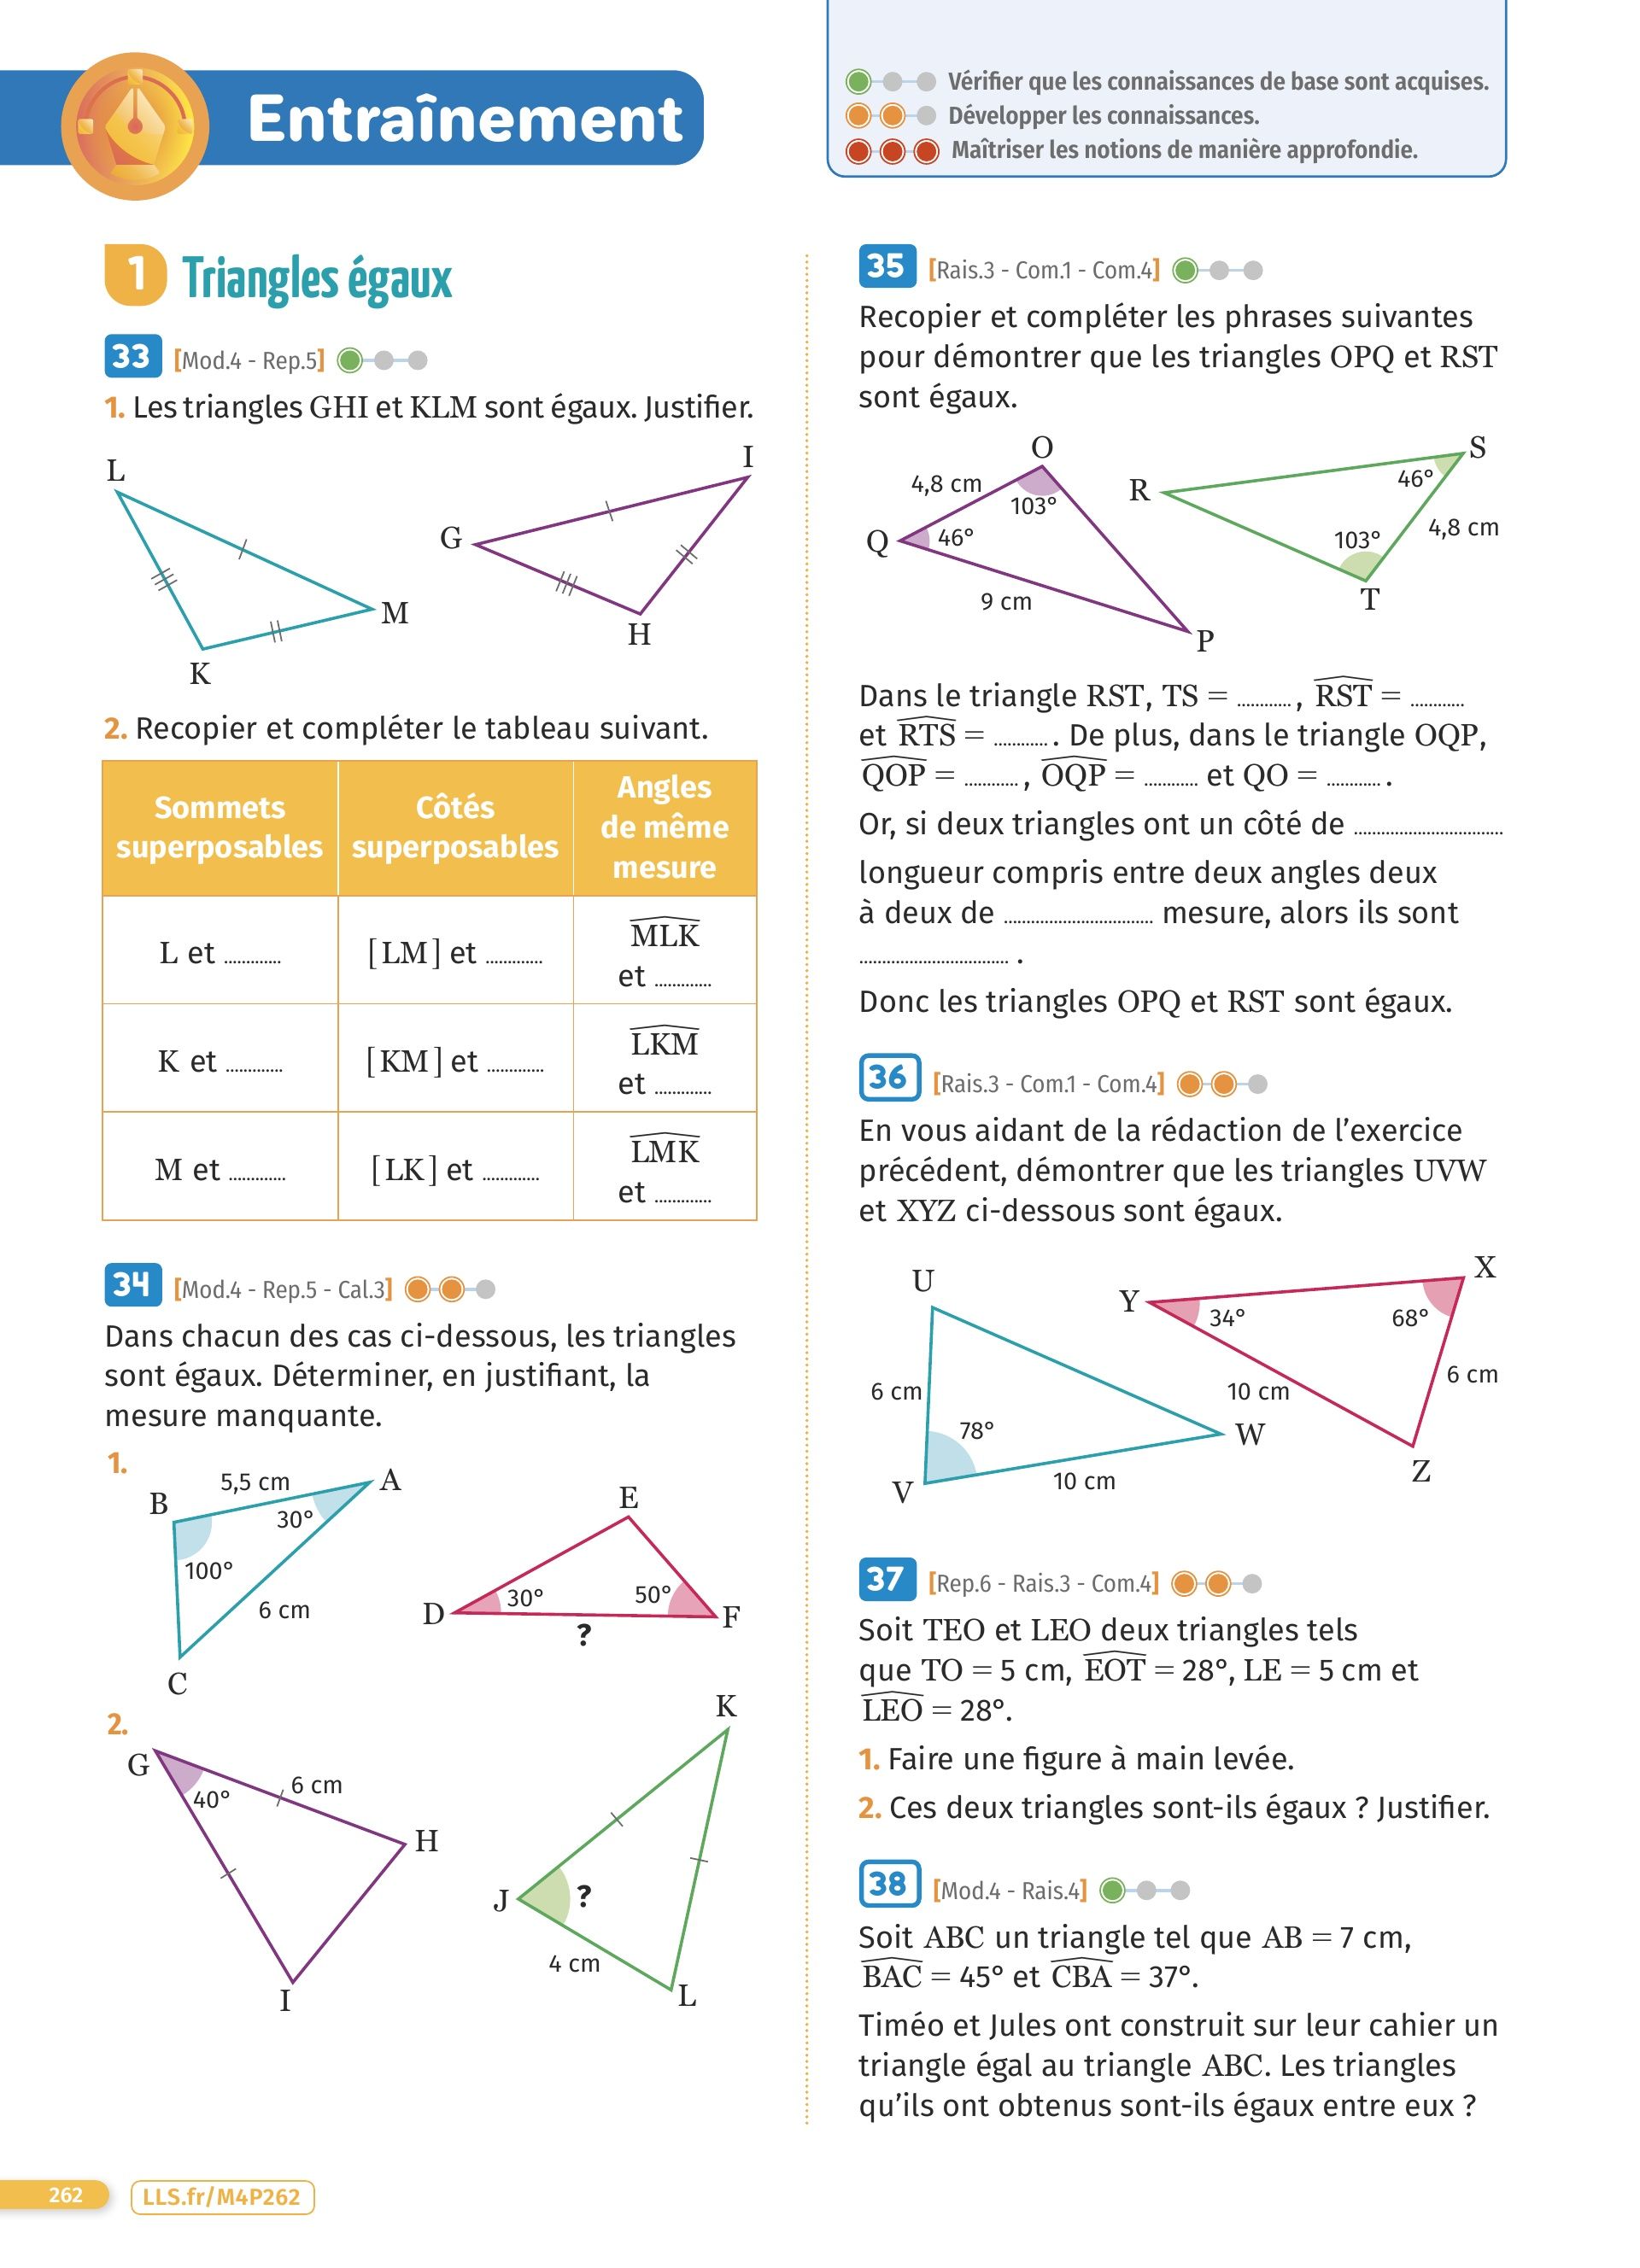 Entraînement
Vérifier que les connaissances de base sont acquises.
Développer les connaissances.
Maîtriser les notions de manière approfondie.
1 Triangles égaux
33 [Mod.4 - Rep.5]
1. Les triangles GHI et KLM sont égaux. Justifier.
L
I
G
M
H
K
2. Recopier et compléter le tableau suivant.
Sommets superposables
Côtés superposables
Angles de même mesure
L et ............
[LM] et ............
MLK et ............
K et ............
[KM] et ............
LKM et ............
M et ............
[LK] et ............
LMK et ............
34 [Mod.4 - Rep.5 - Cal.3]
Dans chacun des cas ci-dessous, les triangles
sont égaux. Déterminer, en justifiant, la
mesure manquante.
1.
5,5 cm
A
B
30°
100°
6 cm
C
E
30°
50°
D
F
?
2.
G
6 cm
40°
H
I
K
J
?
4 cm
L
35 [Rais.3 - Com.1 - Com.4]
Recopier et compléter les phrases suivantes
pour démontrer que les triangles OPQ et RST
sont égaux.
O
4,8 cm
103°
Q
46°
9 cm
P
S
46°
R
4,8 cm
103°
T
Dans le triangle RST, TS = ............, RST = ............
et RTS = ............. De plus, dans le triangle OQP,
QOP = ............, OQP = ............ et QO = ............ .
Or, si deux triangles ont un côté de .................................
longueur compris entre deux angles deux
à deux de ................................. mesure, alors ils sont
................................. .
Donc les triangles OPQ et RST sont égaux.
36 [Rais.3 - Com.1 - Com.4]
En vous aidant de la rédaction de l’exercice
précédent, démontrer que les triangles UVW
et XYZ ci-dessous sont égaux.
U
6 cm
78°
W
V
10 cm
X
Y
34°
68°
6 cm
10 cm
Z
37 [Rep.6 - Rais.3 - Com.4]
Soit TEO et LEO deux triangles tels
que TO = 5 cm, EOT = 28°, LE = 5 cm et
LEO = 28°.
1. Faire une figure à main levée.
2. Ces deux triangles sont-ils égaux ? Justifier.
38 [Mod.4 - Rais.4]
Soit ABC un triangle tel que AB = 7 cm,
BAC = 45° et CBA = 37°.
Timéo et Jules ont construit sur leur cahier un
triangle égal au triangle ABC. Les triangles
qu’ils ont obtenus sont-ils égaux entre eux ?
262
LLS.fr/M4P262